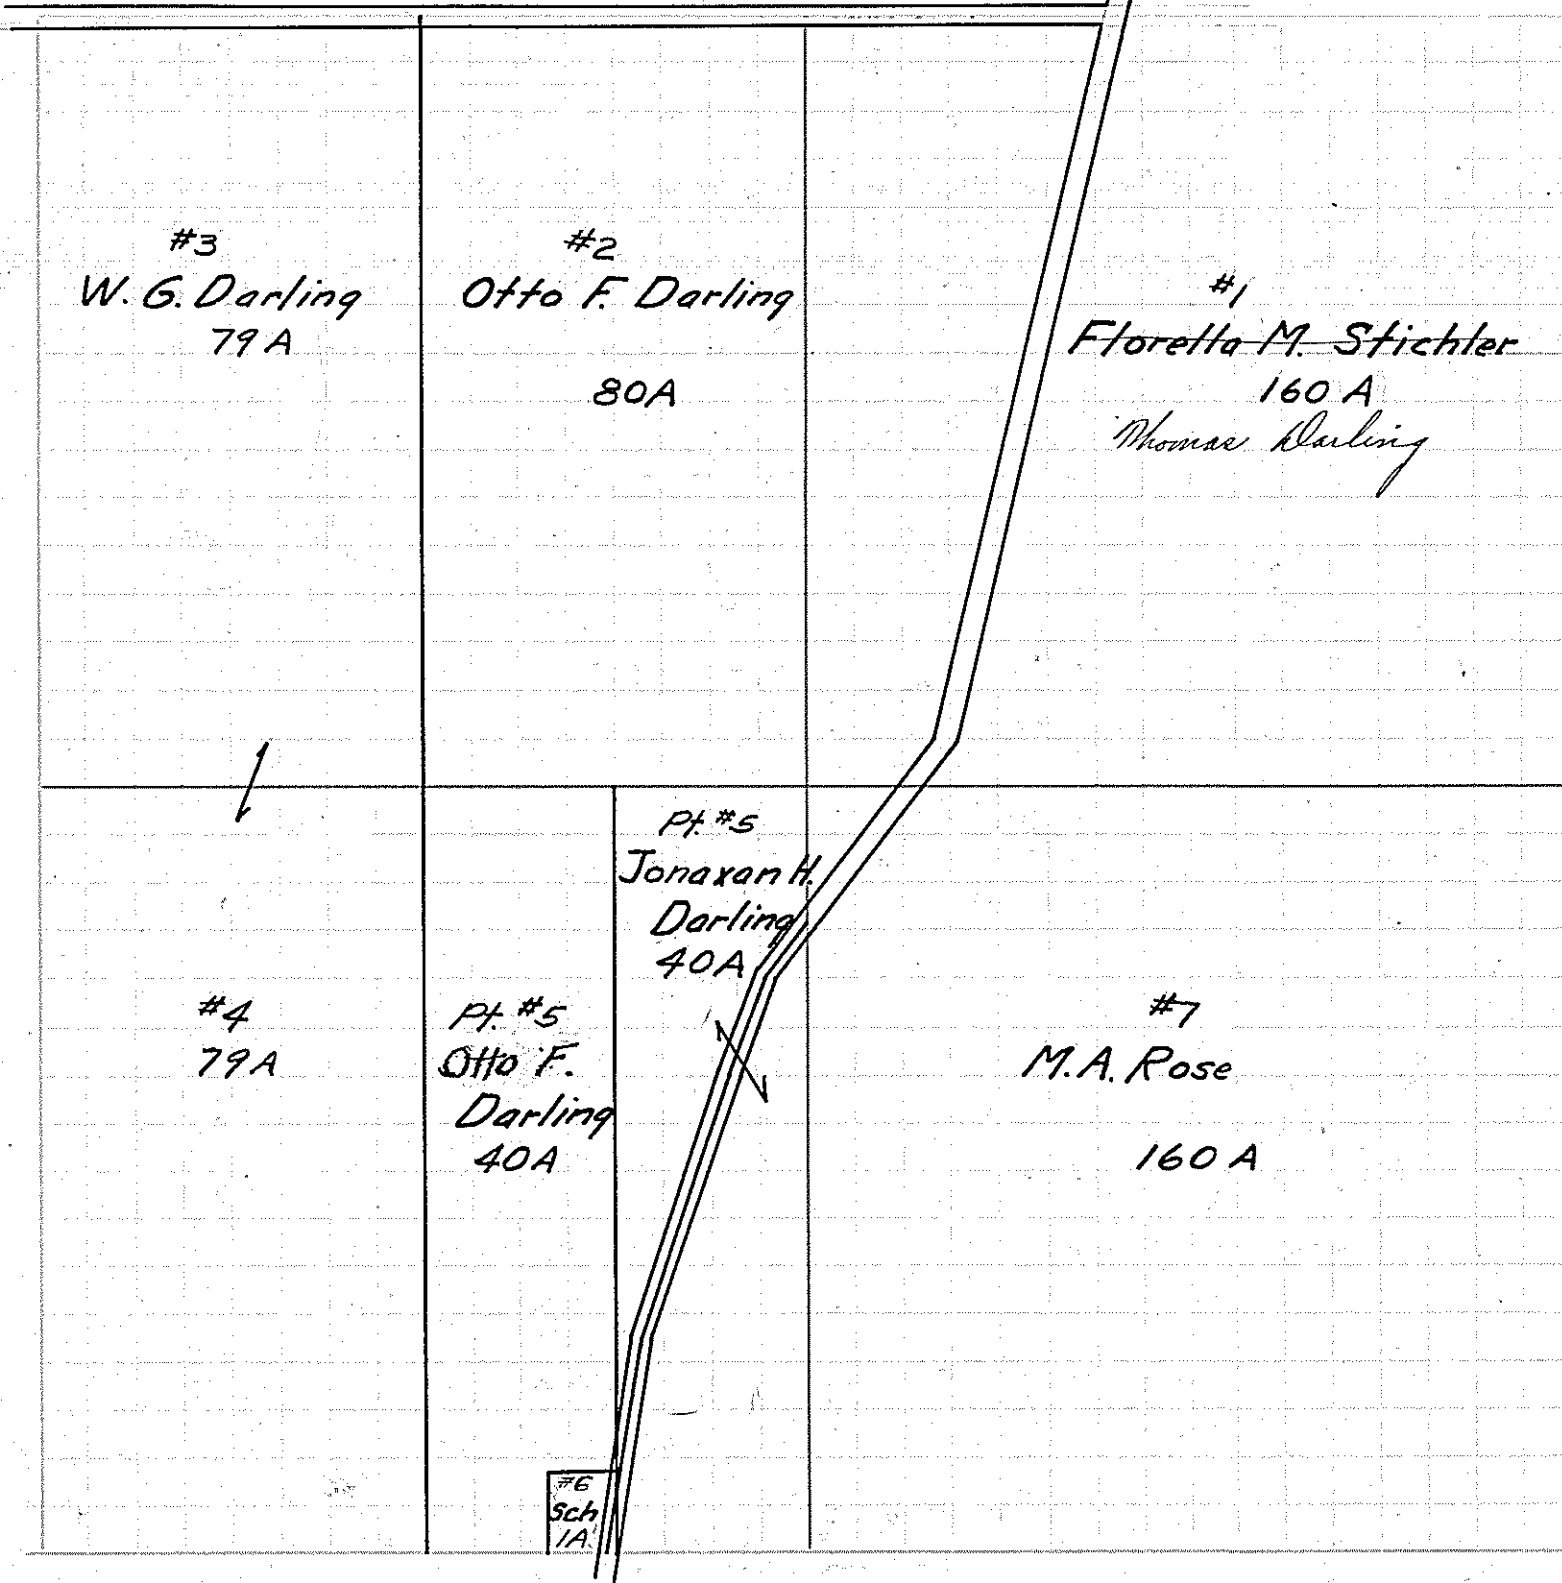 #3
W. G. Darling
79 A
#2
Otto F. Darling
80A
#1
Florella M. Stichler
160 A
Thomas Darling
Pt. #5
Jonaxan H.
Darling
40A
#4
79A
Pt. #5
Otto F.
Darling
40A
#7
M.A. Rose
160 A
#6
Sch
1A